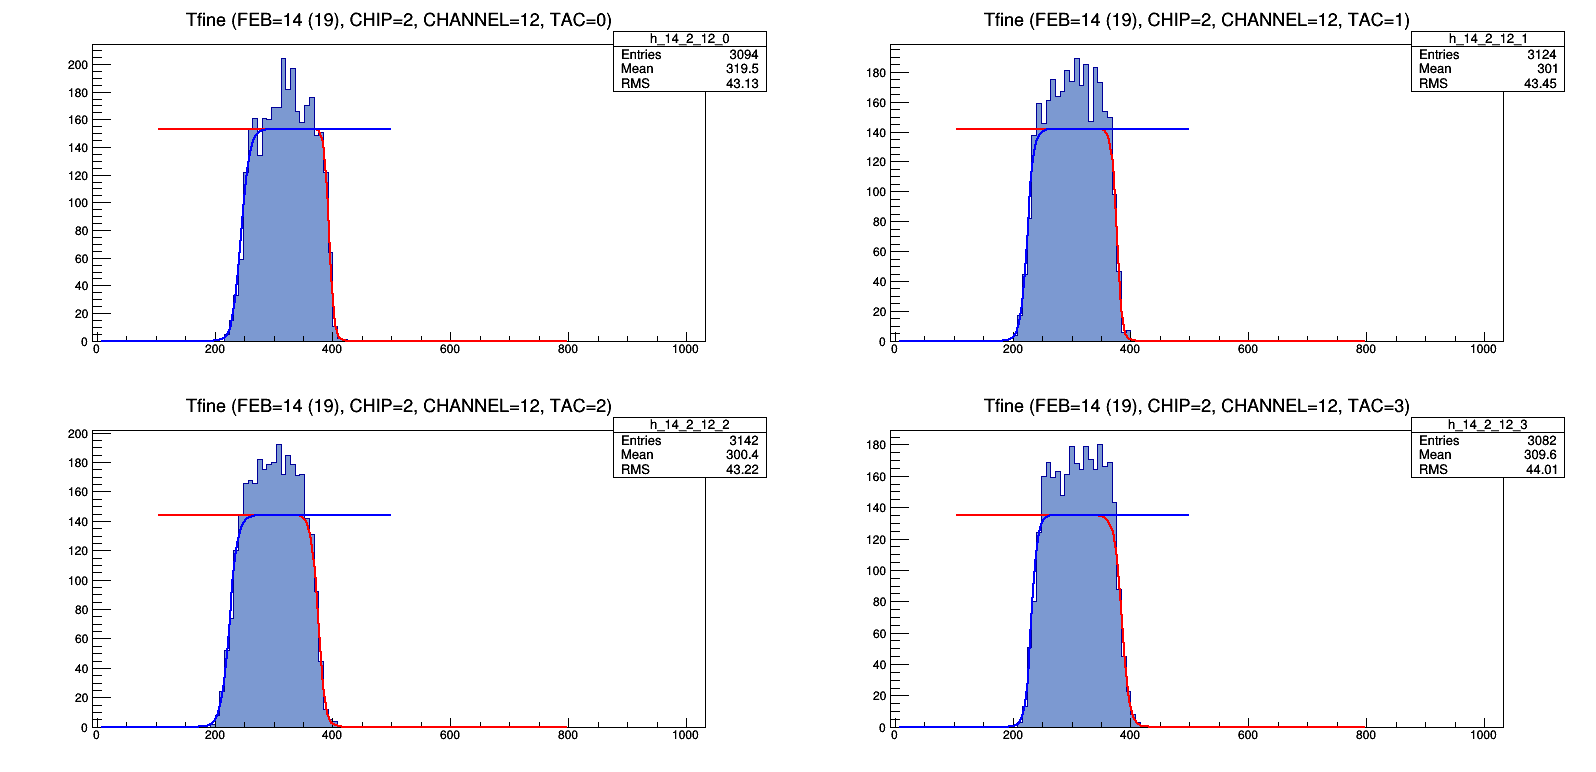 Tfine (FEB=14 (19), CHIP=2, CHANNEL=12, TAC=0)
h_14_2_12_0
Entries 3094
Mean 319.5
RMS 43.13
200
180
160
140
120
100
80
60
40
20
0
0 200 400 600 800 1000
Tfine (FEB=14 (19), CHIP=2, CHANNEL=12, TAC=1)
h_14_2_12_1
Entries 3124
Mean 301
RMS 43.45
180
160
140
120
100
80
60
40
20
0
0 200 400 600 800 1000
Tfine (FEB=14 (19), CHIP=2, CHANNEL=12, TAC=2)
h_14_2_12_2
Entries 3142
Mean 300.4
RMS 43.22
200
180
160
140
120
100
80
60
40
20
0
0 200 400 600 800 1000
Tfine (FEB=14 (19), CHIP=2, CHANNEL=12, TAC=3)
h_14_2_12_3
Entries 3082
Mean 309.6
RMS 44.01
180
160
140
120
100
80
60
40
20
0
0 200 400 600 800 1000